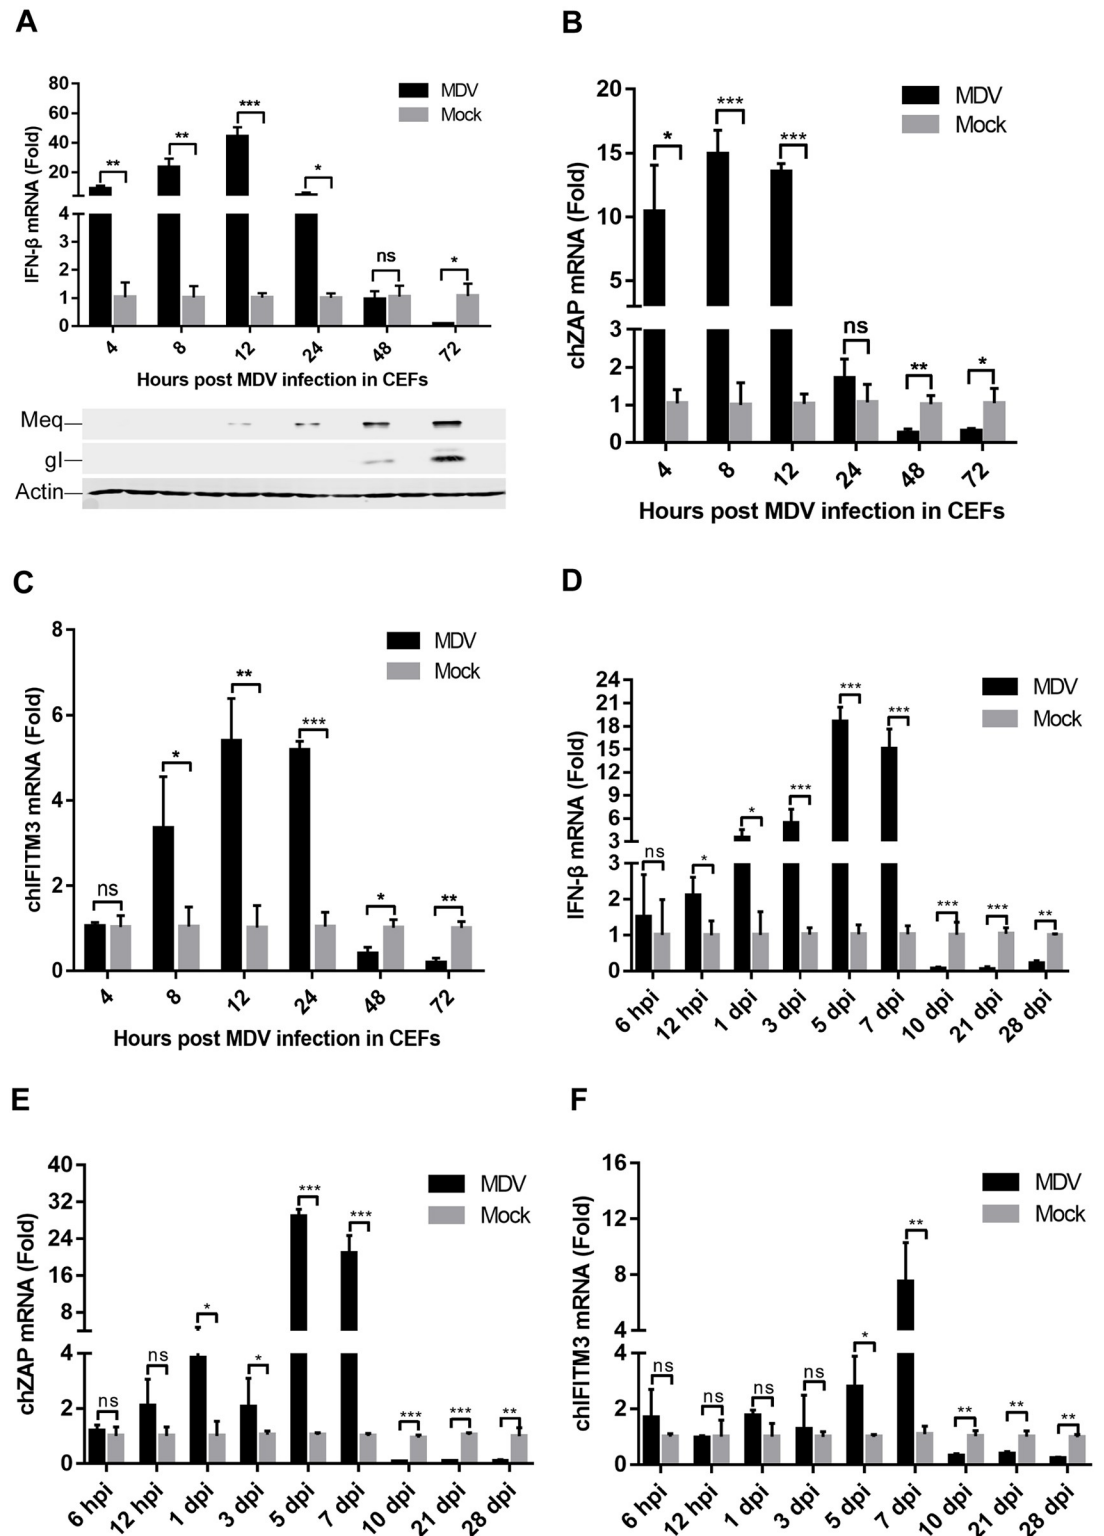 A
IFN-β mRNA (Fold)
80
60
40
20
4
3
2
1
0
MDV
Mock
**
**
***
*
ns
*
4 8 12 24 48 72
Hours post MDV infection in CEFs
Meq
gI
Actin
B
chZAP mRNA (Fold)
20
15
10
5
3
2
1
0
MDV
Mock
*
***
***
ns
**
*
4 8 12 24 48 72
Hours post MDV infection in CEFs
C
chIFITM3 mRNA (Fold)
8
6
4
2
0
MDV
Mock
ns
*
**
***
*
**
4 8 12 24 48 72
Hours post MDV infection in CEFs
D
IFN-β mRNA (Fold)
24
21
18
15
12
9
6
3
3
2
1
0
MDV
Mock
ns
*
*
***
***
***
***
***
**
6 hpi 12 hpi 1 dpi 3 dpi 5 dpi 7 dpi 10 dpi 21 dpi 28 dpi
E
chZAP mRNA (Fold)
40
32
24
16
8
4
2
0
MDV
Mock
ns
ns
*
*
***
***
***
***
**
6 hpi 12 hpi 1 dpi 3 dpi 5 dpi 7 dpi 10 dpi 21 dpi 28 dpi
F
chIFITM3 mRNA (Fold)
16
12
8
4
4
2
0
MDV
Mock
ns
ns
ns
ns
*
**
**
**
**
6 hpi 12 hpi 1 dpi 3 dpi 5 dpi 7 dpi 10 dpi 21 dpi 28 dpi